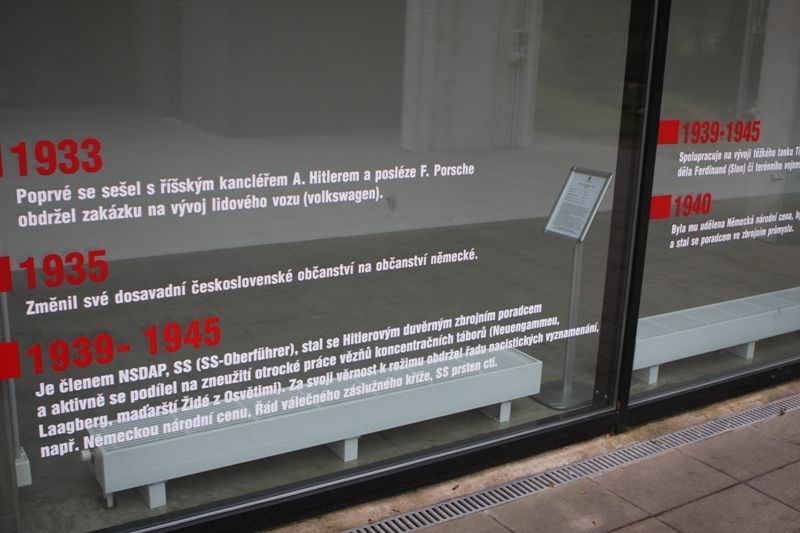 1933
Poprvé se sešel s říšským kancléřem A. Hitlerem a posléze F. Porsche
obdržel zakázku na vývoj lidového vozu (volkswagen).
1935
Změnil své dosavadní československé občanství na občanství německé.
1939- 1945
Je členem NSDAP, SS (SS-Oberführer), stal se Hitlerovým duvěrným zbrojním poradcem
a aktivně se podílel na zneužití otrocké práce vězňů koncentračních táborů (Neuengammeu,
Laagberg, maďarští Židé z Osvětimi). Za svoji věrnost k režimu obdržel řadu nacistických vyznamenání,
např. Německou národní cenu, Řád válečného záslužného kříže, SS prsten cti.
1939-1945
Spolupracuje na vývoji těžkého tanku
děla Ferdinand (Slon) či terénního
1940
Byla mu udělena Německá národní cena,
a stal se poradcem ve zbrojním průmyslu.